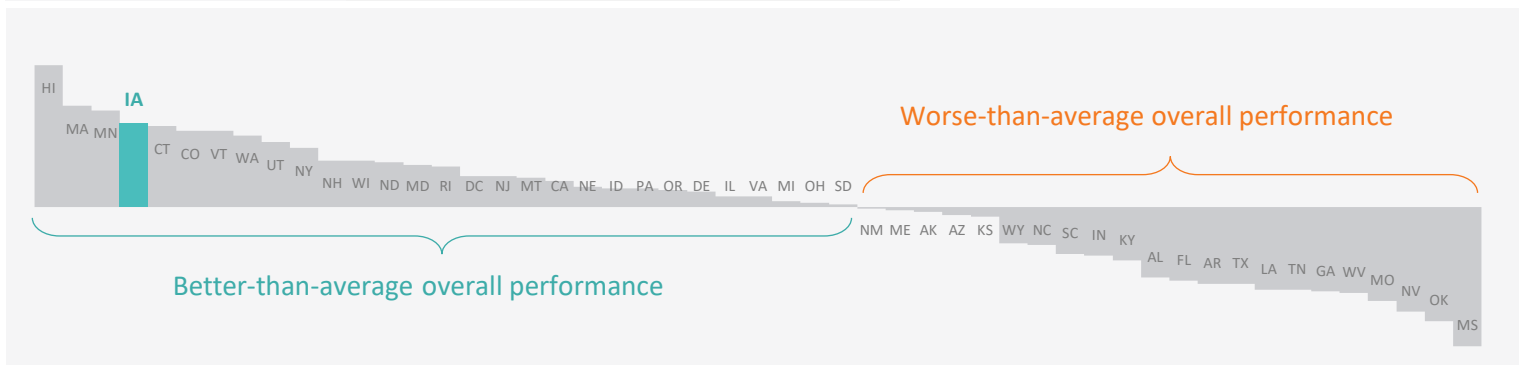 HI
MA
MN
IA
CT
CO
VT
WA
UT
NY
NH
WI
ND
MD
RI
DC
NJ
MT
CA
NE
ID
PA
OR
DE
IL
VA
MI
OH
SD
Worse-than-average overall performance
NM
ME
AK
AZ
KS
WY
NC
SC
IN
KY
AL
FL
AR
TX
LA
TN
GA
WV
MO
NV
OK
MS
Better-than-average overall performance